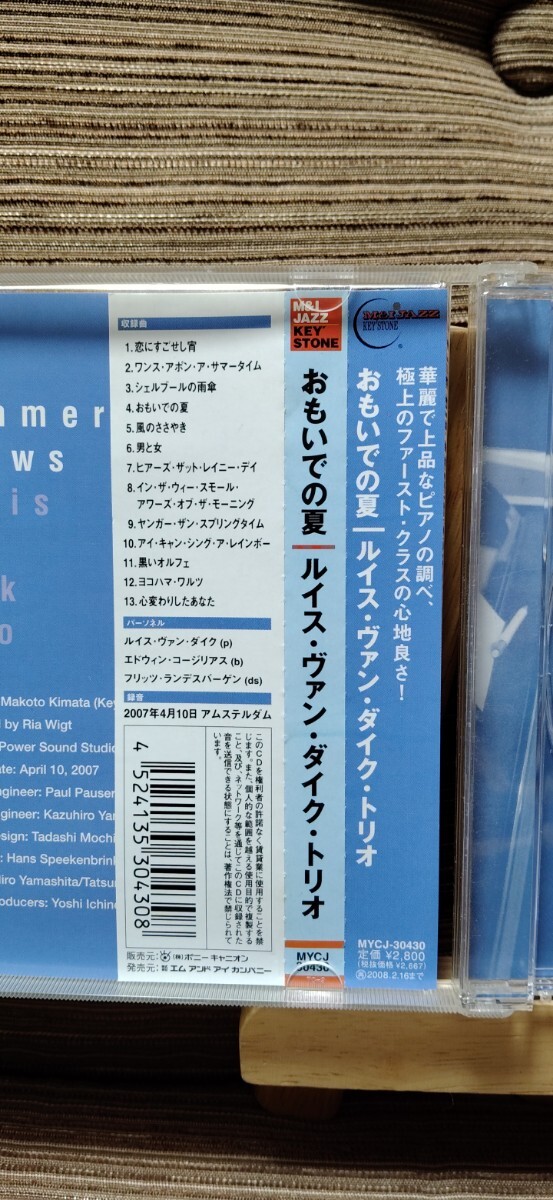 mmer
ws
is
k
o
Makoto Kimata (Ke
d by Ria Wigt
Power Sound Studio
ate: April 10, 2007
ngineer: Paul Pauser
ngineer: Kazuhiro Yar
esign: Tadashi Mochi
: Hans Speekenbrink
iro Yamashita/Tatsu
oducers: Yoshi Ichino
収録曲
1. 恋にすごせし宵
2. ワンス・アポン・ア・サマータイム
3. シェルブールの雨傘
4. おもいでの夏
5. 風のささやき
6. 男と女
7. ヒアーズ・ザット・レイニー・デイ
8. イン・ザ・ウィー・スモール・
アワーズ・オブ・ザ・モーニング
9. ヤンガー・ザン・スプリングタイム
10. アイ・キャン・シング・ア・レインボー
11. 黒いオルフェ
12. ヨコハマ・ワルツ
13. 心変わりしたあなた
パーソネル
ルイス・ヴァン・ダイク (p)
エドウィン・コージリアス (b)
フリッツ・ランデスバーゲン (ds)
録音
2007年4月10日 アムステルダム
4 524135 304308
このCDを権利者の許諾なく賃貸業に使用することを禁
じます。また、個人的な範囲を越える使用目的で複製する
こと、及び、ネットワーク等を通じてこのCDに収録された
音を送信できる状態にすることは、著作権法で禁じられて
います。
販売元: (株)ポニーキャニオン
発売元: エム アンド アイ カンパニー
M&I
JAZZ
KEY
STONE
おもいでの夏 | ルイス・ヴァン・ダイク・トリオ
MYCJ
30430
M&I JAZZ
KEY STONE
華麗で上品なピアノの調べ、
極上のファースト・クラスの心地良さ!
おもいでの夏 | ルイス・ヴァン・ダイク・トリオ
MYCJ-30430
定価 ¥2,800
(税抜価格 ¥2,667)
2008.2.16まで